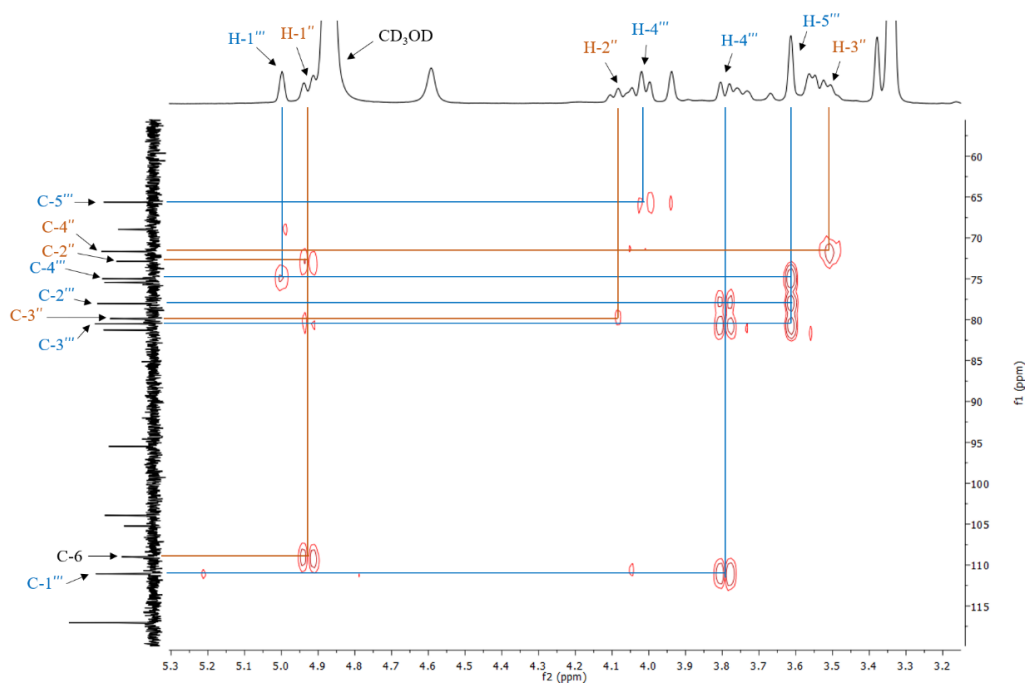 H-1‴
H-1″
CD₃OD
H-2″
H-4‴
H-4‴
H-5‴
H-3″
C-5‴
C-4″
C-2″
C-4‴
C-2‴
C-3″
C-3‴
C-6
C-1‴
60
65
70
75
80
85
90
95
100
105
110
115
f1 (ppm)
5.3 5.2 5.1 5.0 4.9 4.8 4.7 4.6 4.5 4.4 4.3 4.2 4.1 4.0 3.9 3.8 3.7 3.6 3.5 3.4 3.3 3.2
f2 (ppm)